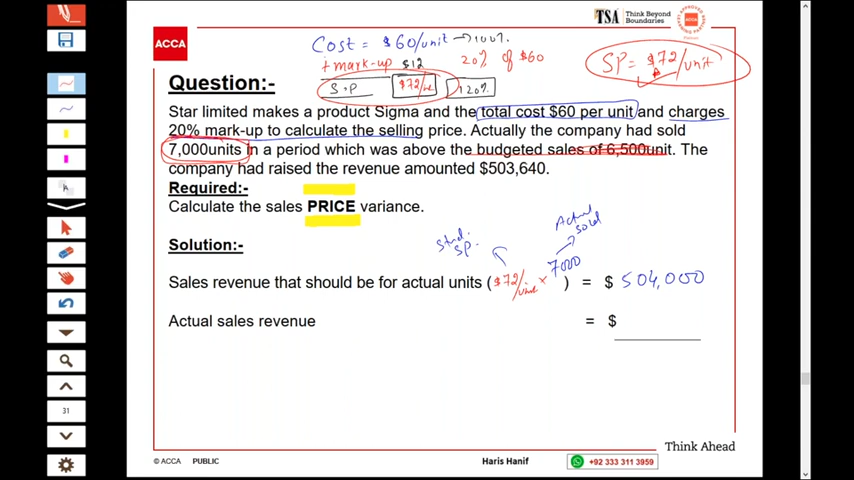 TSA Think Beyond
Boundaries
ACCA
Cost = $60/unit → 100%
+ mark-up $12 20% of $60
S.P $72/u 120%
SP = $72/unit
Question:-
Star limited makes a product Sigma and the total cost $60 per unit and charges
20% mark-up to calculate the selling price. Actually the company had sold
7,000units in a period which was above the budgeted sales of 6,500unit. The
company had raised the revenue amounted $503,640.
Required:-
Calculate the sales PRICE variance.
Actual
sold
Std.
SP.
Solution:-
Sales revenue that should be for actual units ($72/unit × 7000) = $ 504,000
Actual sales revenue = $
31
Think Ahead
© ACCA PUBLIC Haris Hanif +92 333 311 3959